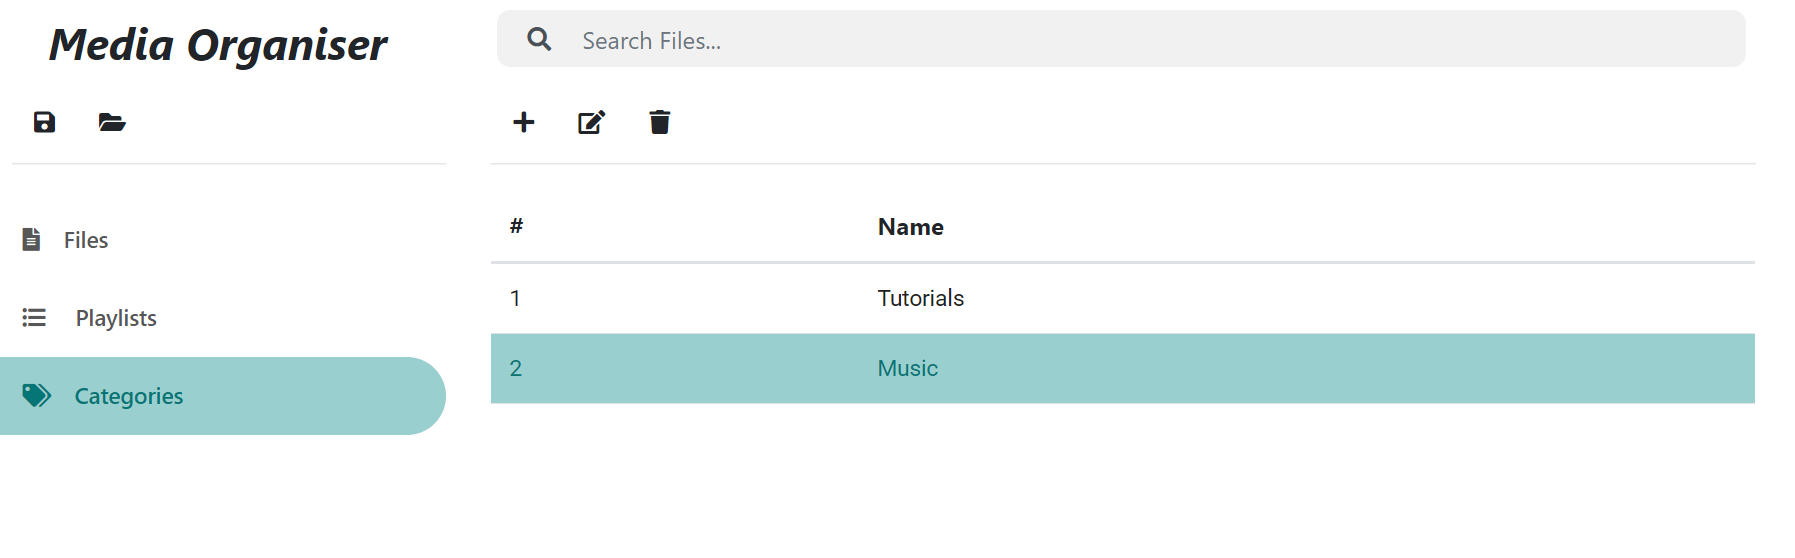 Media Organiser
Search Files...
Files
Playlists
Categories
# Name
1 Tutorials
2 Music